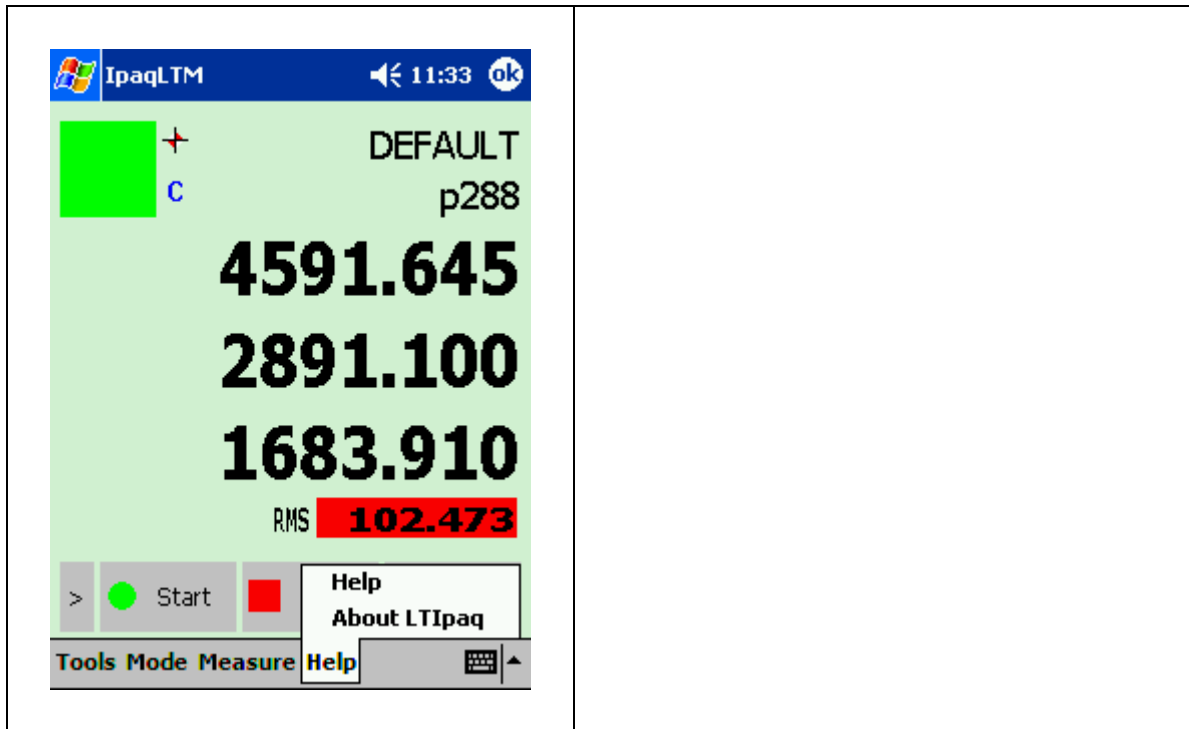 IpaqLTM 11:33 ok
DEFAULT
C
p288
4591.645
2891.100
1683.910
RMS 102.473
> Start
Help
About LTIpaq
Tools Mode Measure Help